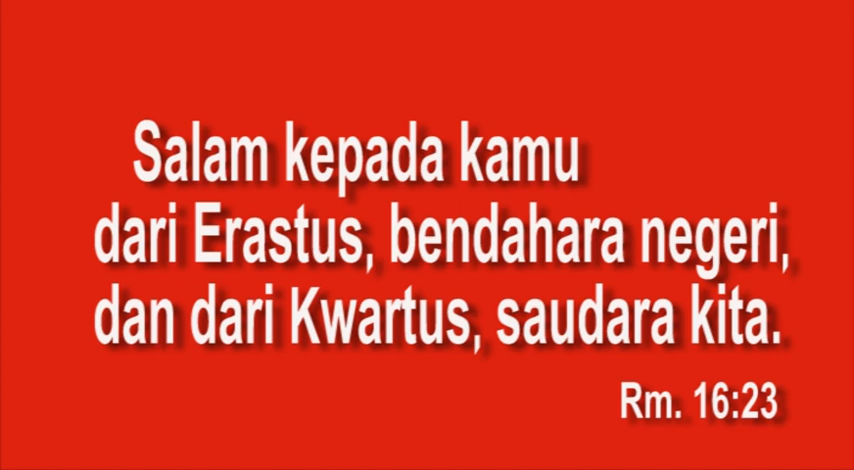 Salam kepada kamu
dari Erastus, bendahara negeri,
dan dari Kwartus, saudara kita.
Rm. 16:23